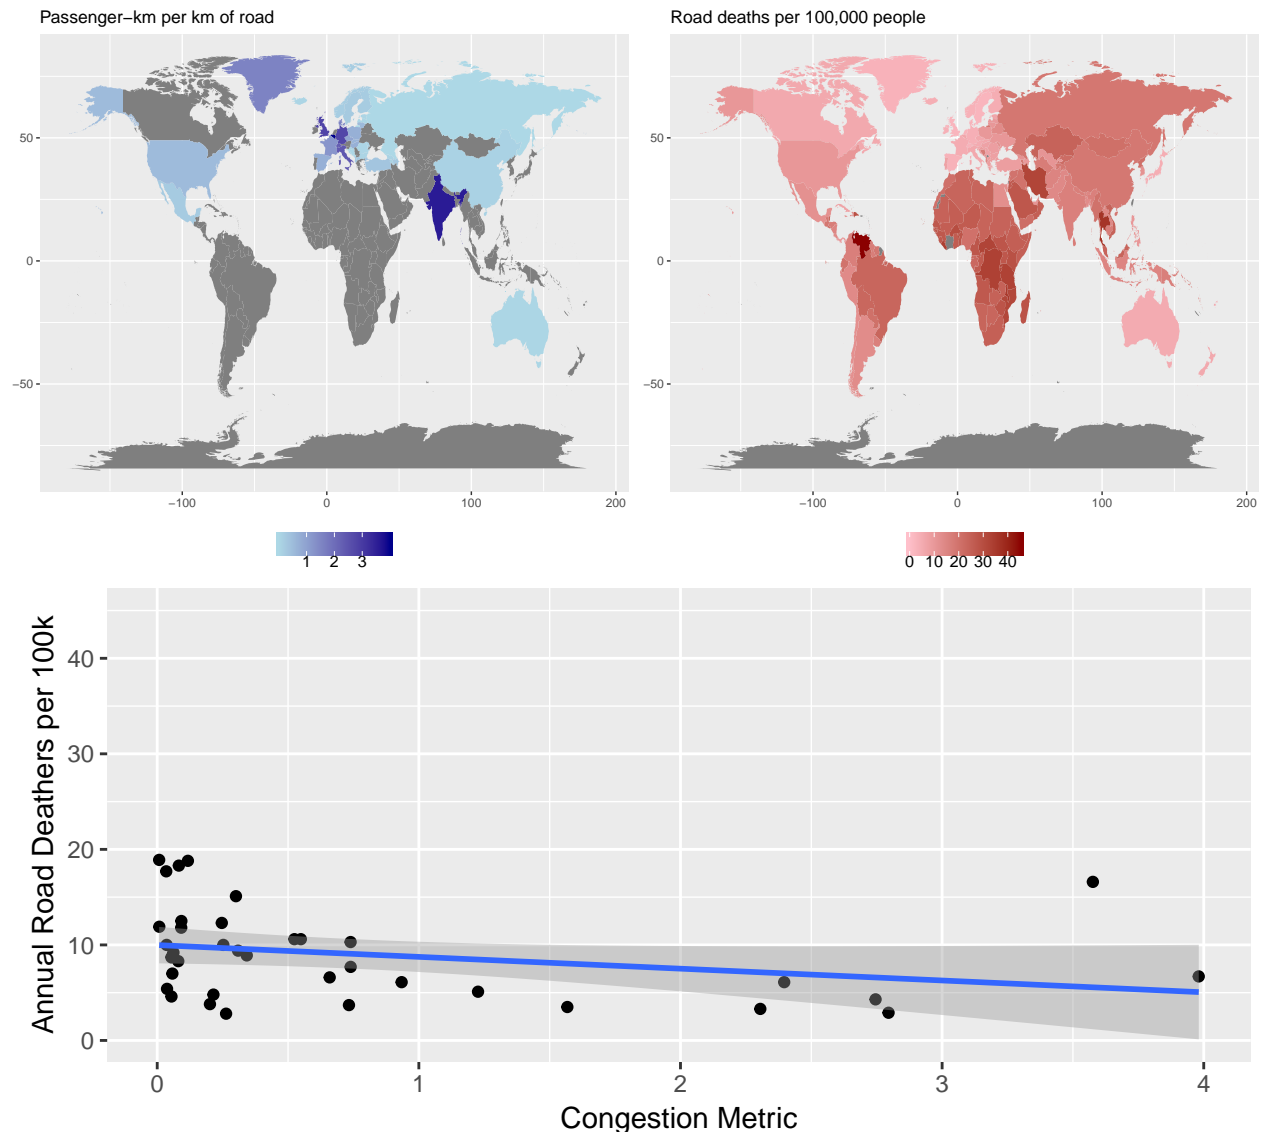 Passenger−km per km of road
Road deaths per 100,000 people
50
0
−50
−100 0 100 200
50
0
−50
−100 0 100 200
1 2 3
0 10 20 30 40
Annual Road Deathers per 100k
40
30
20
10
0
0 1 2 3 4
Congestion Metric